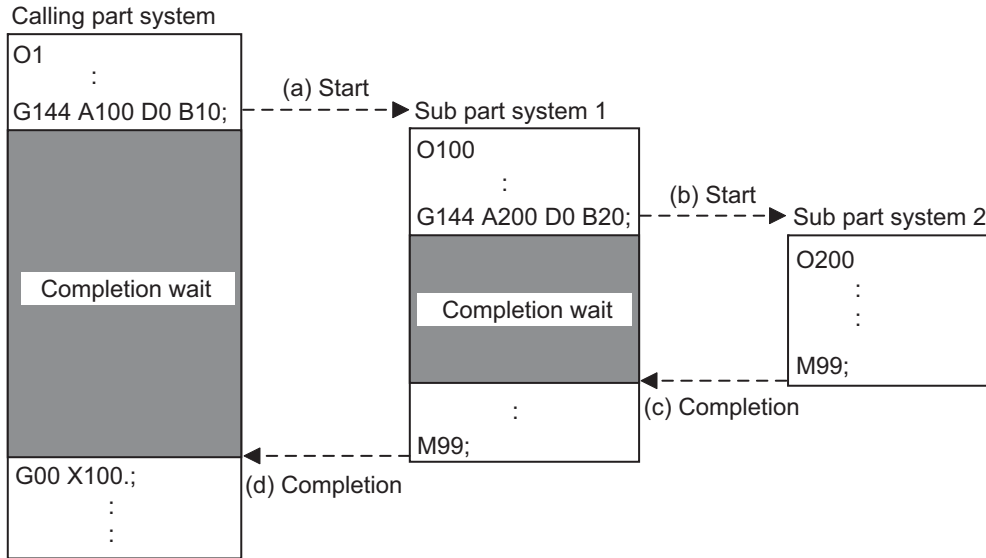 Calling part system
O1
:
G144 A100 D0 B10;
Completion wait
G00 X100.;
:
:
(a) Start
Sub part system 1
O100
:
G144 A200 D0 B20;
Completion wait
:
M99;
(b) Start
Sub part system 2
O200
:
:
M99;
(c) Completion
(d) Completion